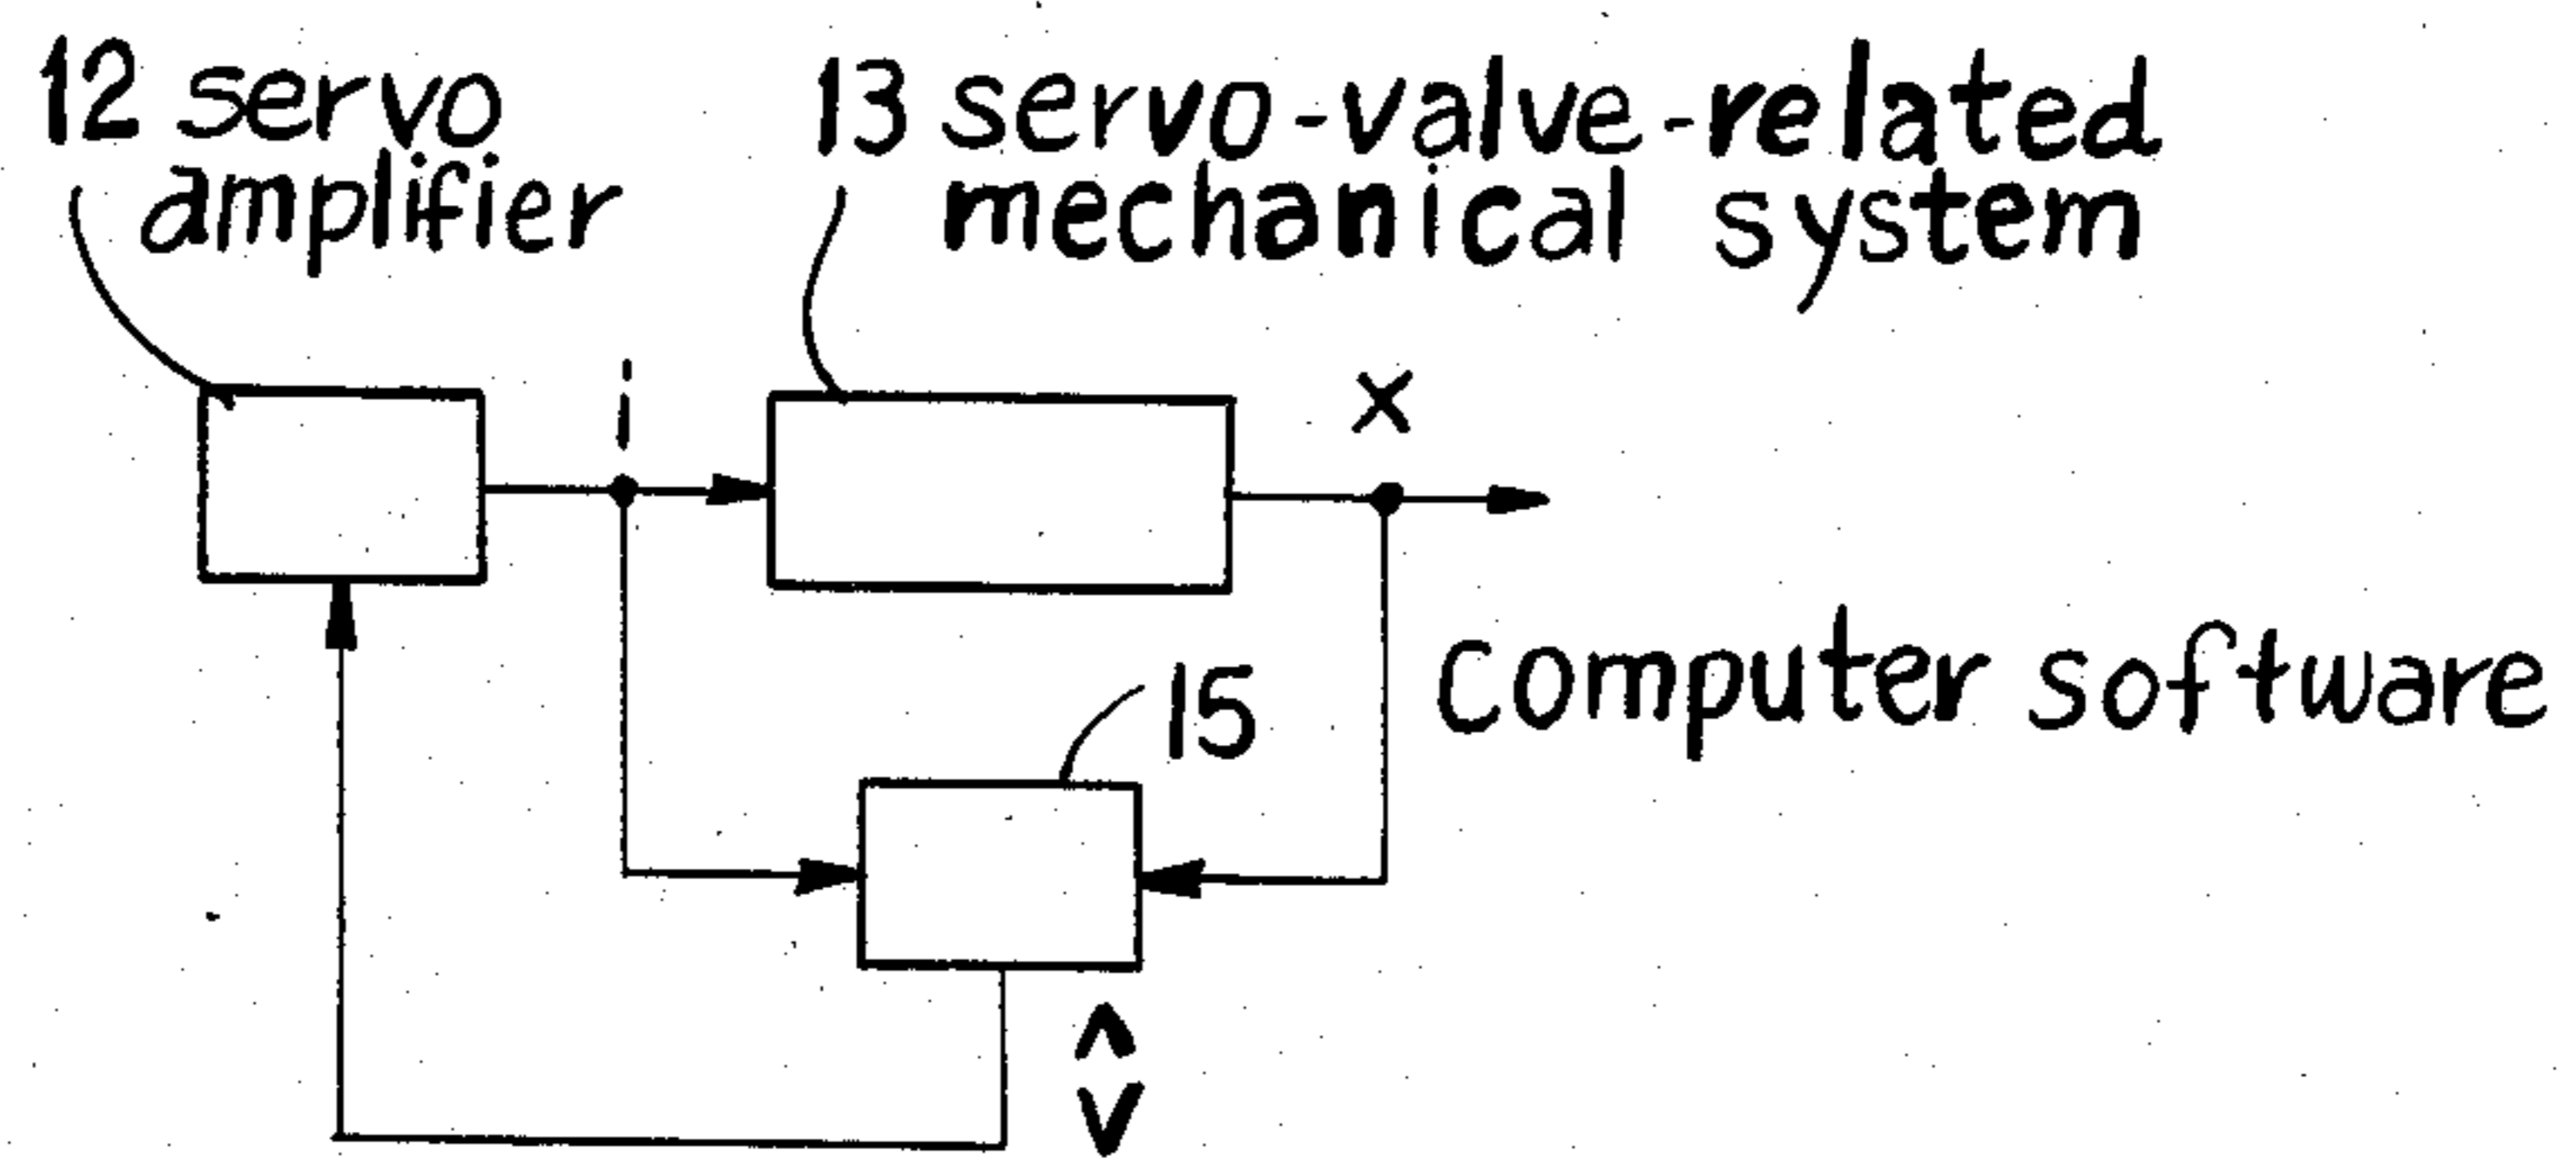 12 servo
amplifier
13 servo-valve-related
mechanical system
i
x
15
Computer software
v̂